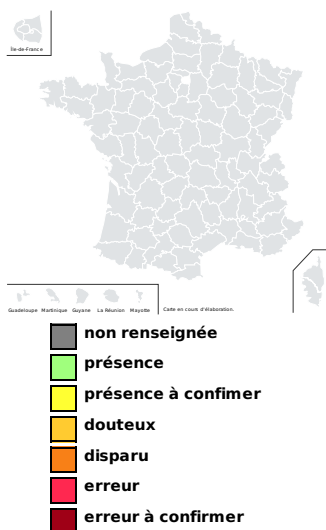 Île-de-France
Guadeloupe Martinique Guyane La Réunion Mayotte
Carte en cours d'élaboration.
non renseignée
présence
présence à confimer
douteux
disparu
erreur
erreur à confirmer